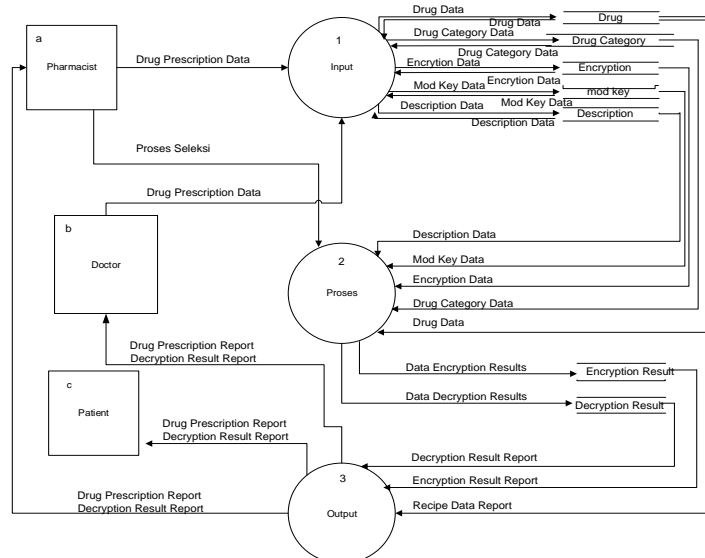 Drug Data
Drug
Drug Data
a
1
Drug Category Data
Drug Category
Drug Category Data
Drug Prescription Data
Encryption Data
Encryption
Pharmacist
Input
Encrytion Data
Mod Key Data
mod key
Mod Key Data
Description Data
Description
Description Data
Proses Seleksi
Drug Prescription Data
b
Description Data
2
Mod Key Data
Doctor
Encryption Data
Proses
Drug Category Data
Drug Data
Drug Prescription Report
Decryption Result Report
Data Encryption Results
Encryption Result
c
Data Decryption Results
Decryption Result
Patient
Drug Prescription Report
Decryption Result Report
Decryption Result Report
3
Encryption Result Report
Drug Prescription Report
Decryption Result Report
Output
Recipe Data Report